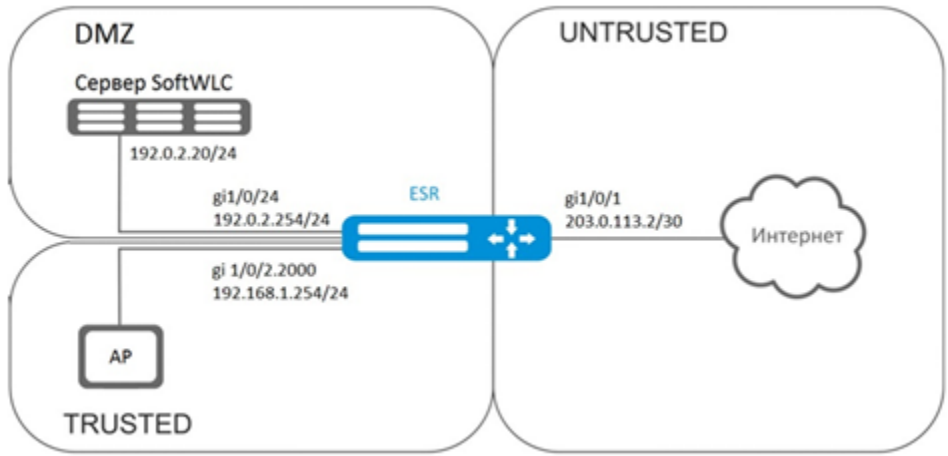 DMZ
Сервер SoftWLC
192.0.2.20/24
gi1/0/24
192.0.2.254/24
ESR
gi 1/0/2.2000
192.168.1.254/24
AP
TRUSTED
UNTRUSTED
gi1/0/1
203.0.113.2/30
Интернет